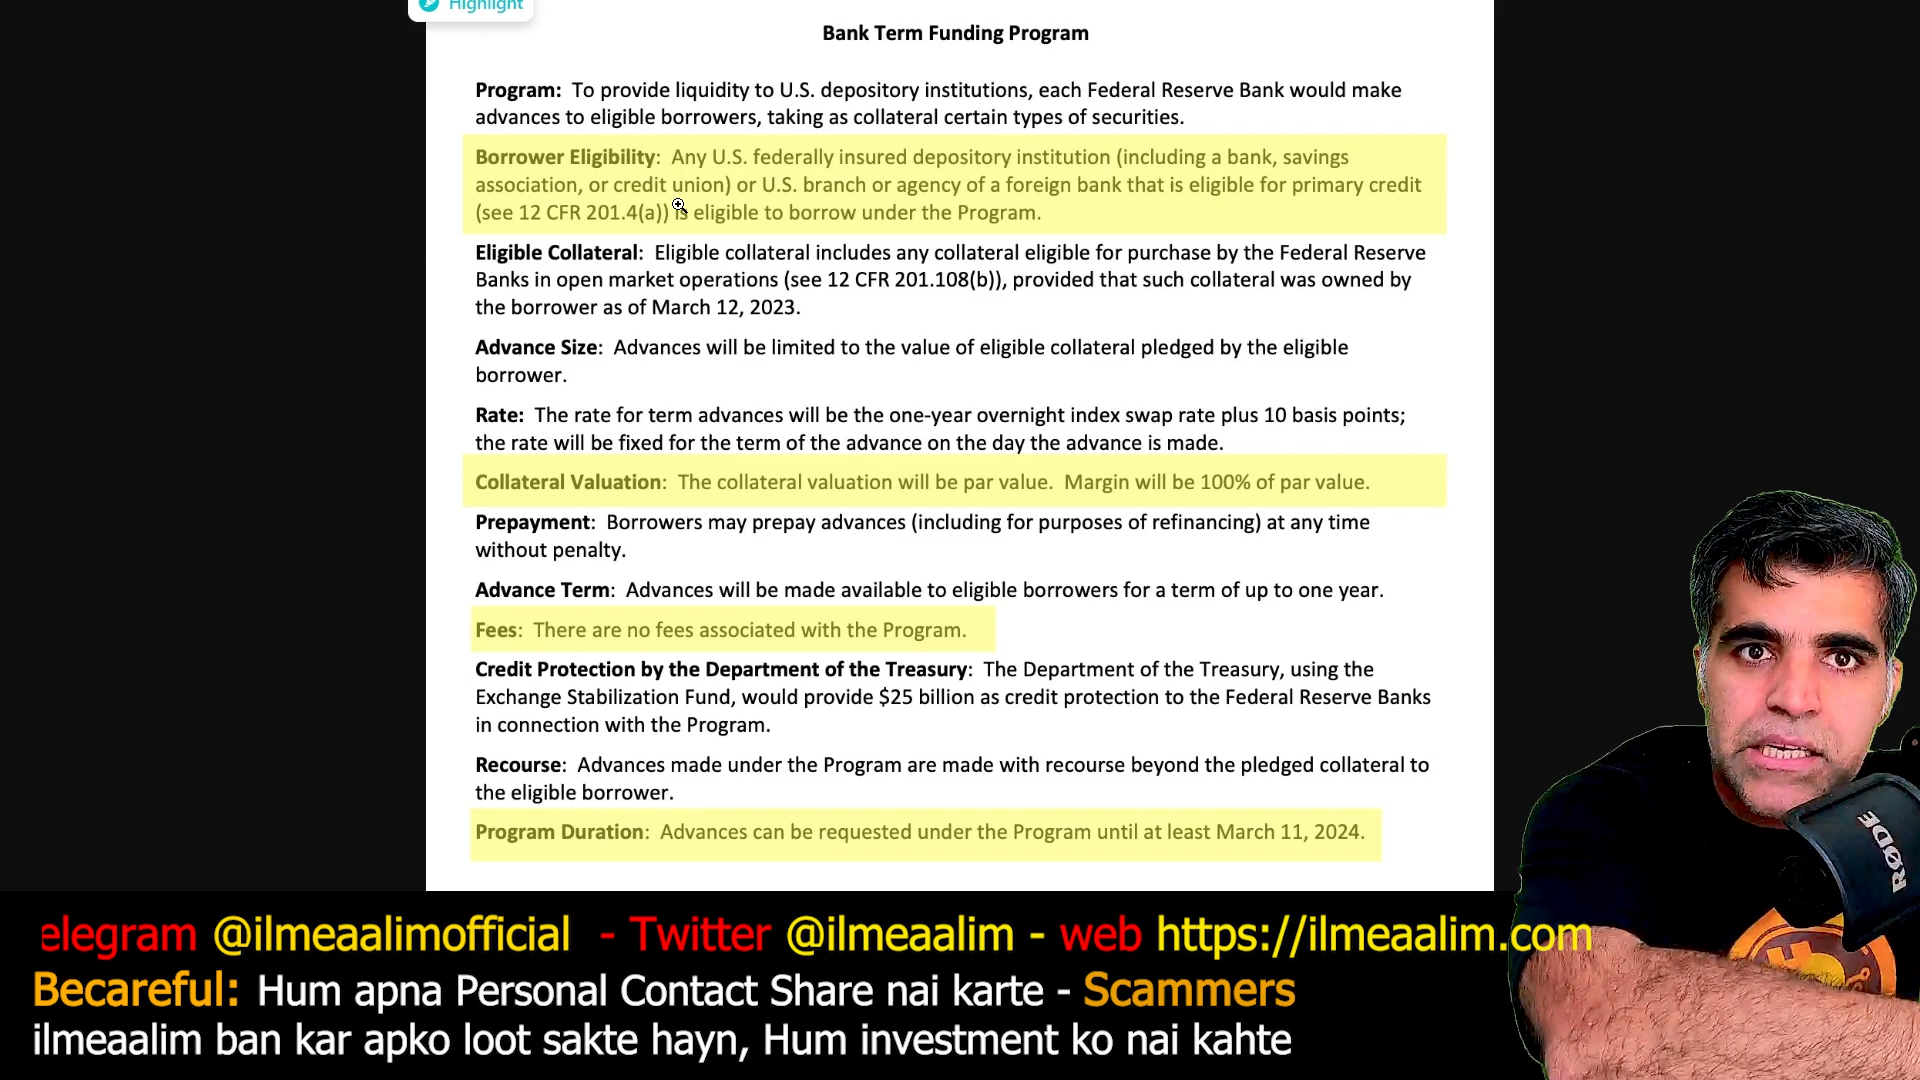 Highlight
Bank Term Funding Program
Program: To provide liquidity to U.S. depository institutions, each Federal Reserve Bank would make
advances to eligible borrowers, taking as collateral certain types of securities.
Borrower Eligibility: Any U.S. federally insured depository institution (including a bank, savings
association, or credit union) or U.S. branch or agency of a foreign bank that is eligible for primary credit
(see 12 CFR 201.4(a)) is eligible to borrow under the Program.
Eligible Collateral: Eligible collateral includes any collateral eligible for purchase by the Federal Reserve
Banks in open market operations (see 12 CFR 201.108(b)), provided that such collateral was owned by
the borrower as of March 12, 2023.
Advance Size: Advances will be limited to the value of eligible collateral pledged by the eligible
borrower.
Rate: The rate for term advances will be the one-year overnight index swap rate plus 10 basis points;
the rate will be fixed for the term of the advance on the day the advance is made.
Collateral Valuation: The collateral valuation will be par value. Margin will be 100% of par value.
Prepayment: Borrowers may prepay advances (including for purposes of refinancing) at any time
without penalty.
Advance Term: Advances will be made available to eligible borrowers for a term of up to one year.
Fees: There are no fees associated with the Program.
Credit Protection by the Department of the Treasury: The Department of the Treasury, using the
Exchange Stabilization Fund, would provide $25 billion as credit protection to the Federal Reserve Banks
in connection with the Program.
Recourse: Advances made under the Program are made with recourse beyond the pledged collateral to
the eligible borrower.
Program Duration: Advances can be requested under the Program until at least March 11, 2024.
RØDE
elegram @ilmeaalimofficial - Twitter @ilmeaalim - web https://ilmeaalim.com
Becareful: Hum apna Personal Contact Share nai karte - Scammers
ilmeaalim ban kar apko loot sakte hayn, Hum investment ko nai kahte